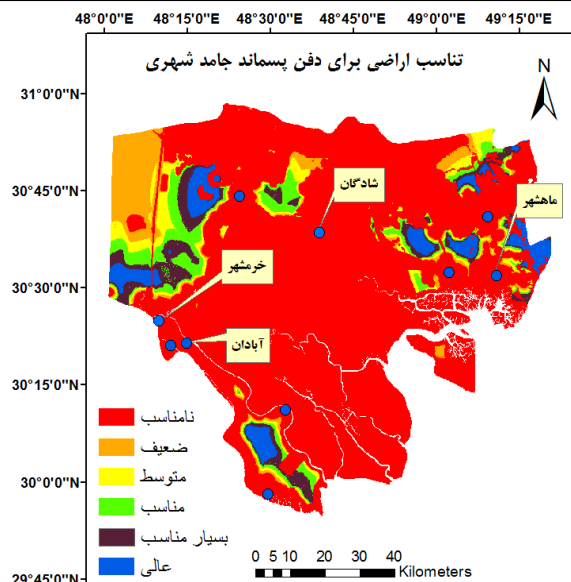 48°0'0"E 48°15'0"E 48°30'0"E 48°45'0"E 49°0'0"E 49°15'0"E
تناسب اراضی برای دفن پسماند جامد شهری
N
31°0'0"N
30°45'0"N
30°30'0"N
30°15'0"N
30°0'0"N
29°45'0"N
شادگان
ماهشهر
خرمشهر
آبادان
نامناسب
ضعیف
متوسط
مناسب
بسیار مناسب
عالی
0 5 10 20 30 40
Kilometers